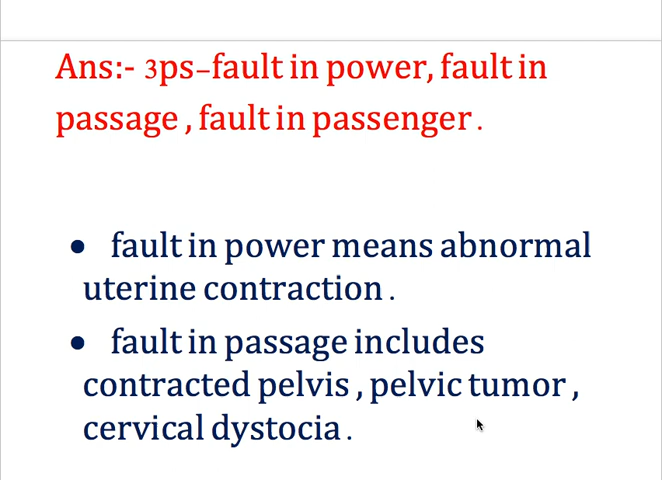 Ans:- 3ps–fault in power, fault in
passage , fault in passenger .
• fault in power means abnormal
uterine contraction .
• fault in passage includes
contracted pelvis , pelvic tumor ,
cervical dystocia .